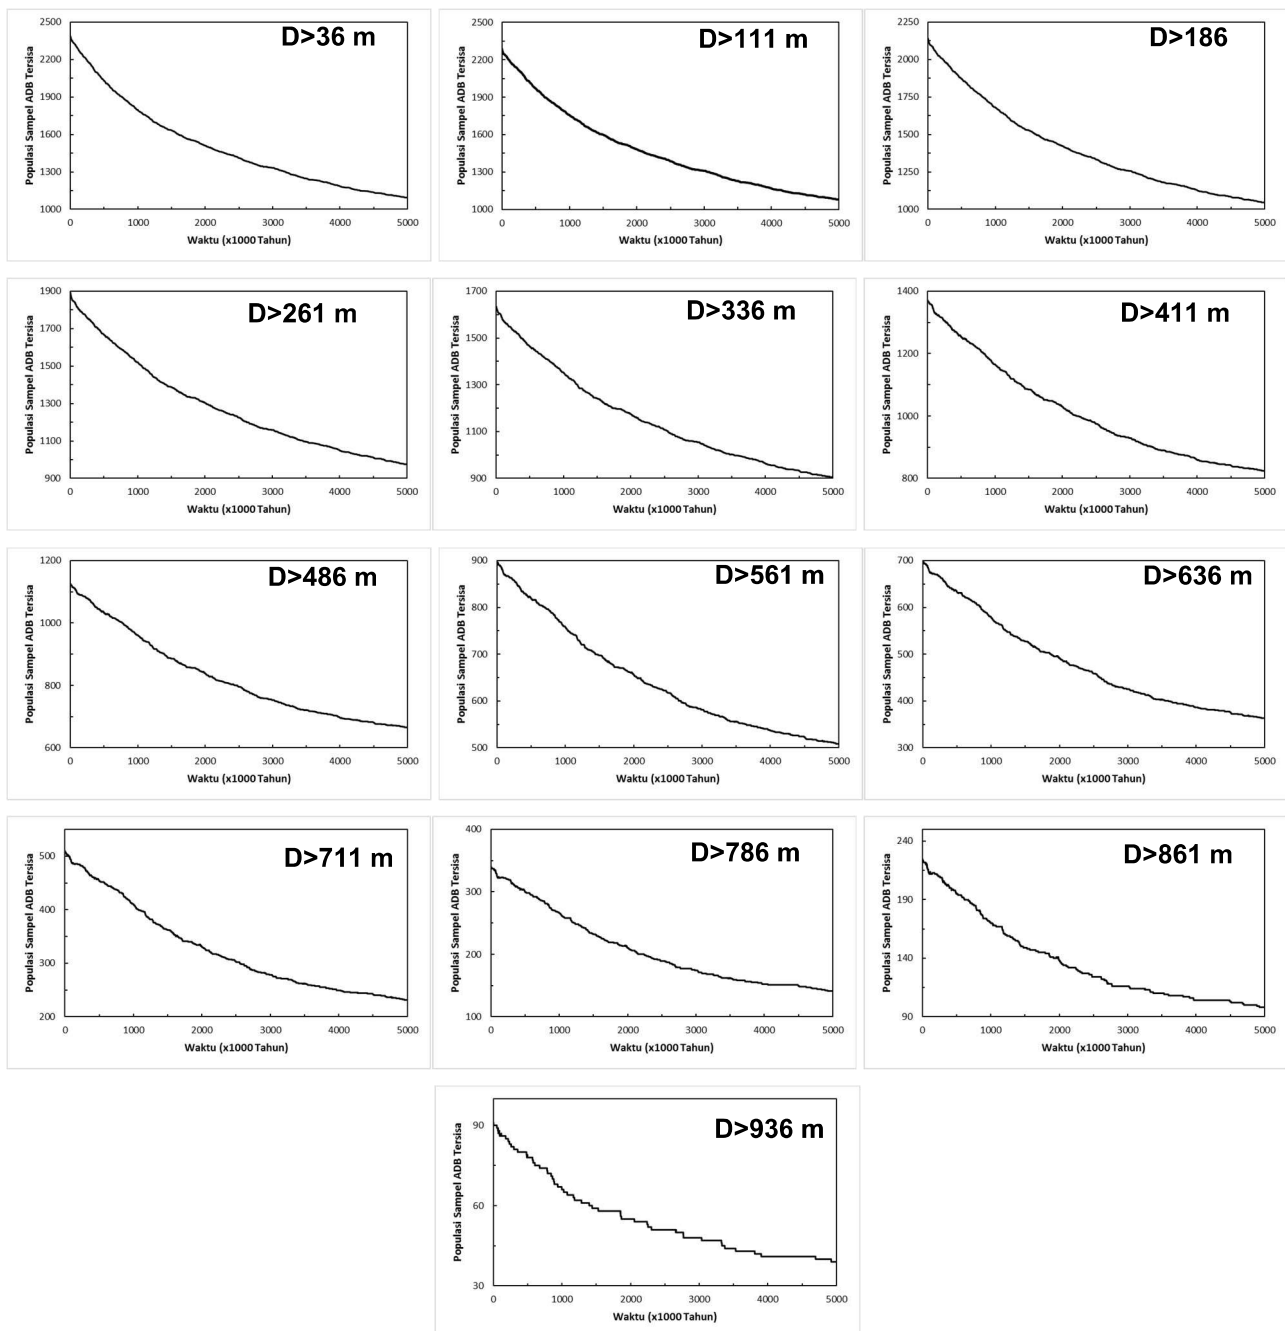 D>36 m
Populasi Sampel ADB Tersisa
2500
2200
1900
1600
1300
1000
0 1000 2000 3000 4000 5000
Waktu (x1000 Tahun)
D>111 m
Populasi Sampel ADB Tersisa
2500
2200
1900
1600
1300
1000
0 1000 2000 3000 4000 5000
Waktu (x1000 Tahun)
D>186
Populasi Sampel ADB Tersisa
2250
2000
1750
1500
1250
1000
0 1000 2000 3000 4000 5000
Waktu (x1000 Tahun)
D>261 m
Populasi Sampel ADB Tersisa
1900
1700
1500
1300
1100
900
0 1000 2000 3000 4000 5000
Waktu (x1000 Tahun)
D>336 m
Populasi Sampel ADB Tersisa
1700
1500
1300
1100
900
0 1000 2000 3000 4000 5000
Waktu (x1000 Tahun)
D>411 m
Populasi Sampel ADB Tersisa
1400
1200
1000
800
0 1000 2000 3000 4000 5000
Waktu (x1000 Tahun)
D>486 m
Populasi Sampel ADB Tersisa
1200
1000
800
600
0 1000 2000 3000 4000 5000
Waktu (x1000 Tahun)
D>561 m
Populasi Sampel ADB Tersisa
900
800
700
600
500
0 1000 2000 3000 4000 5000
Waktu (x1000 Tahun)
D>636 m
Populasi Sampel ADB Tersisa
700
600
500
400
300
0 1000 2000 3000 4000 5000
Waktu (x1000 Tahun)
D>711 m
Populasi Sampel ADB Tersisa
500
400
300
200
0 1000 2000 3000 4000 5000
Waktu (x1000 Tahun)
D>786 m
Populasi Sampel ADB Tersisa
400
300
200
100
0 1000 2000 3000 4000 5000
Waktu (x1000 Tahun)
D>861 m
Populasi Sampel ADB Tersisa
240
190
140
90
0 1000 2000 3000 4000 5000
Waktu (x1000 Tahun)
D>936 m
Populasi Sampel ADB Tersisa
90
60
30
0 1000 2000 3000 4000 5000
Waktu (x1000 Tahun)